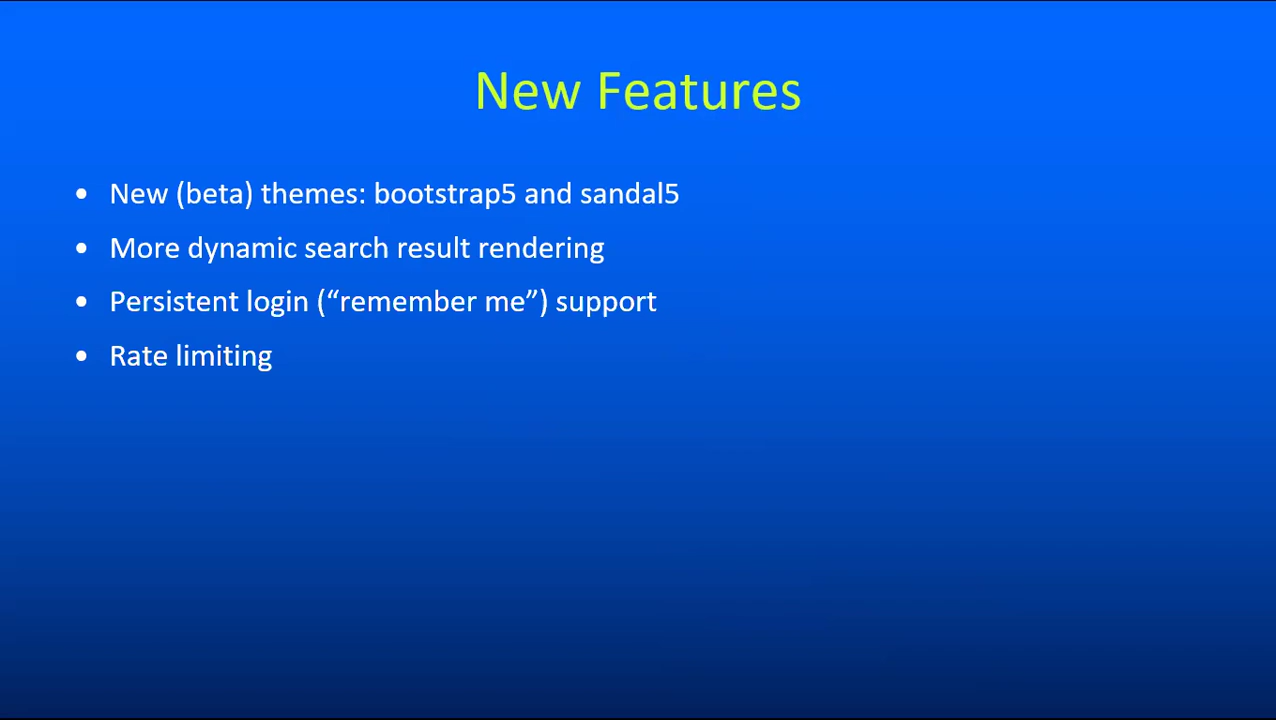 New Features
• New (beta) themes: bootstrap5 and sandal5
• More dynamic search result rendering
• Persistent login (“remember me”) support
• Rate limiting